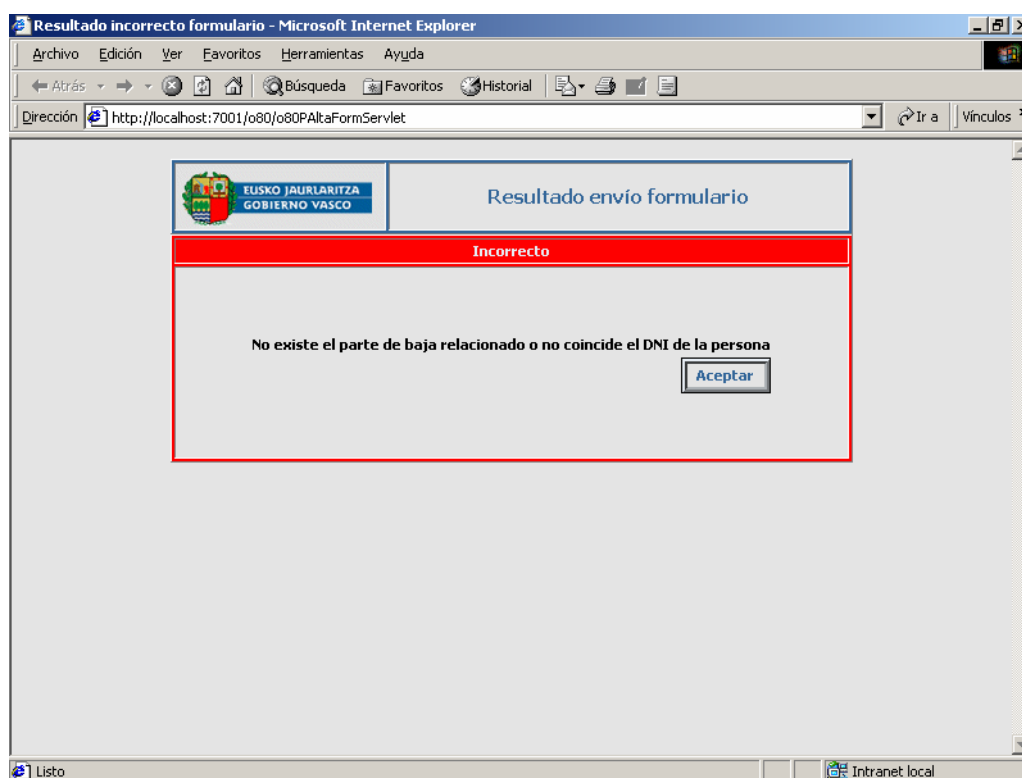 Resultado incorrecto formulario - Microsoft Internet Explorer
Archivo Edición Ver Favoritos Herramientas Ayuda
Atrás Búsqueda Favoritos Historial
Dirección http://localhost:7001/o80/o80PAltaFormServlet Ir a Vínculos
EUSKO JAURLARITZA
GOBIERNO VASCO
Resultado envío formulario
Incorrecto
No existe el parte de baja relacionado o no coincide el DNI de la persona
Aceptar
Listo Intranet local